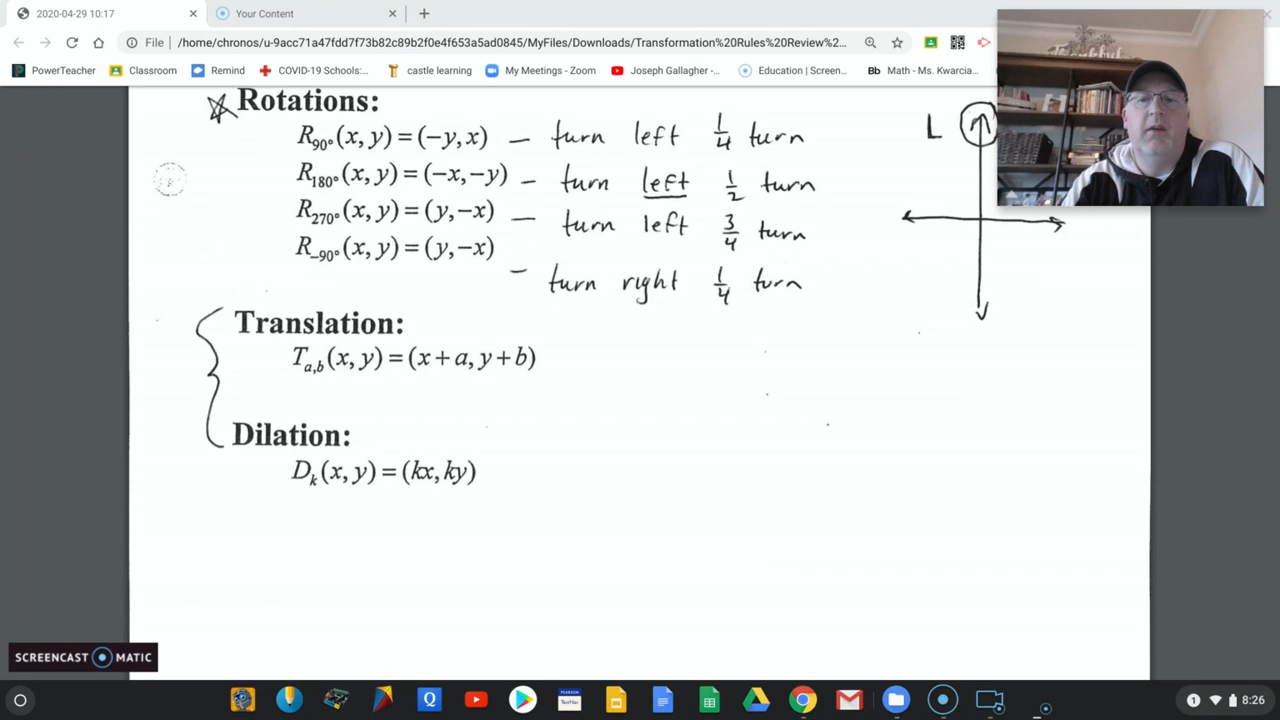 2020-04-29 10:17
Your Content
File | /home/chronos/u-9acc71a47fdd7f73b82c89b2f0e4f653a5ad0845/MyFiles/Downloads/Transformation%20Rules%20Review%2...
PowerTeacher Classroom Remind COVID-19 Schools:... castle learning My Meetings - Zoom Joseph Gallagher -... Education | Screen... Bb Math - Ms. Kwarcia...
Rotations:
R90°(x, y) = (−y, x) – turn left 1/4 turn
R180°(x, y) = (−x, −y) – turn left 1/2 turn
R270°(x, y) = (y, −x) – turn left 3/4 turn
R−90°(x, y) = (y, −x) – turn right 1/4 turn
L
Translation:
Ta,b(x, y) = (x + a, y + b)
Dilation:
Dk(x, y) = (kx, ky)
SCREENCAST MATIC
1 8:26